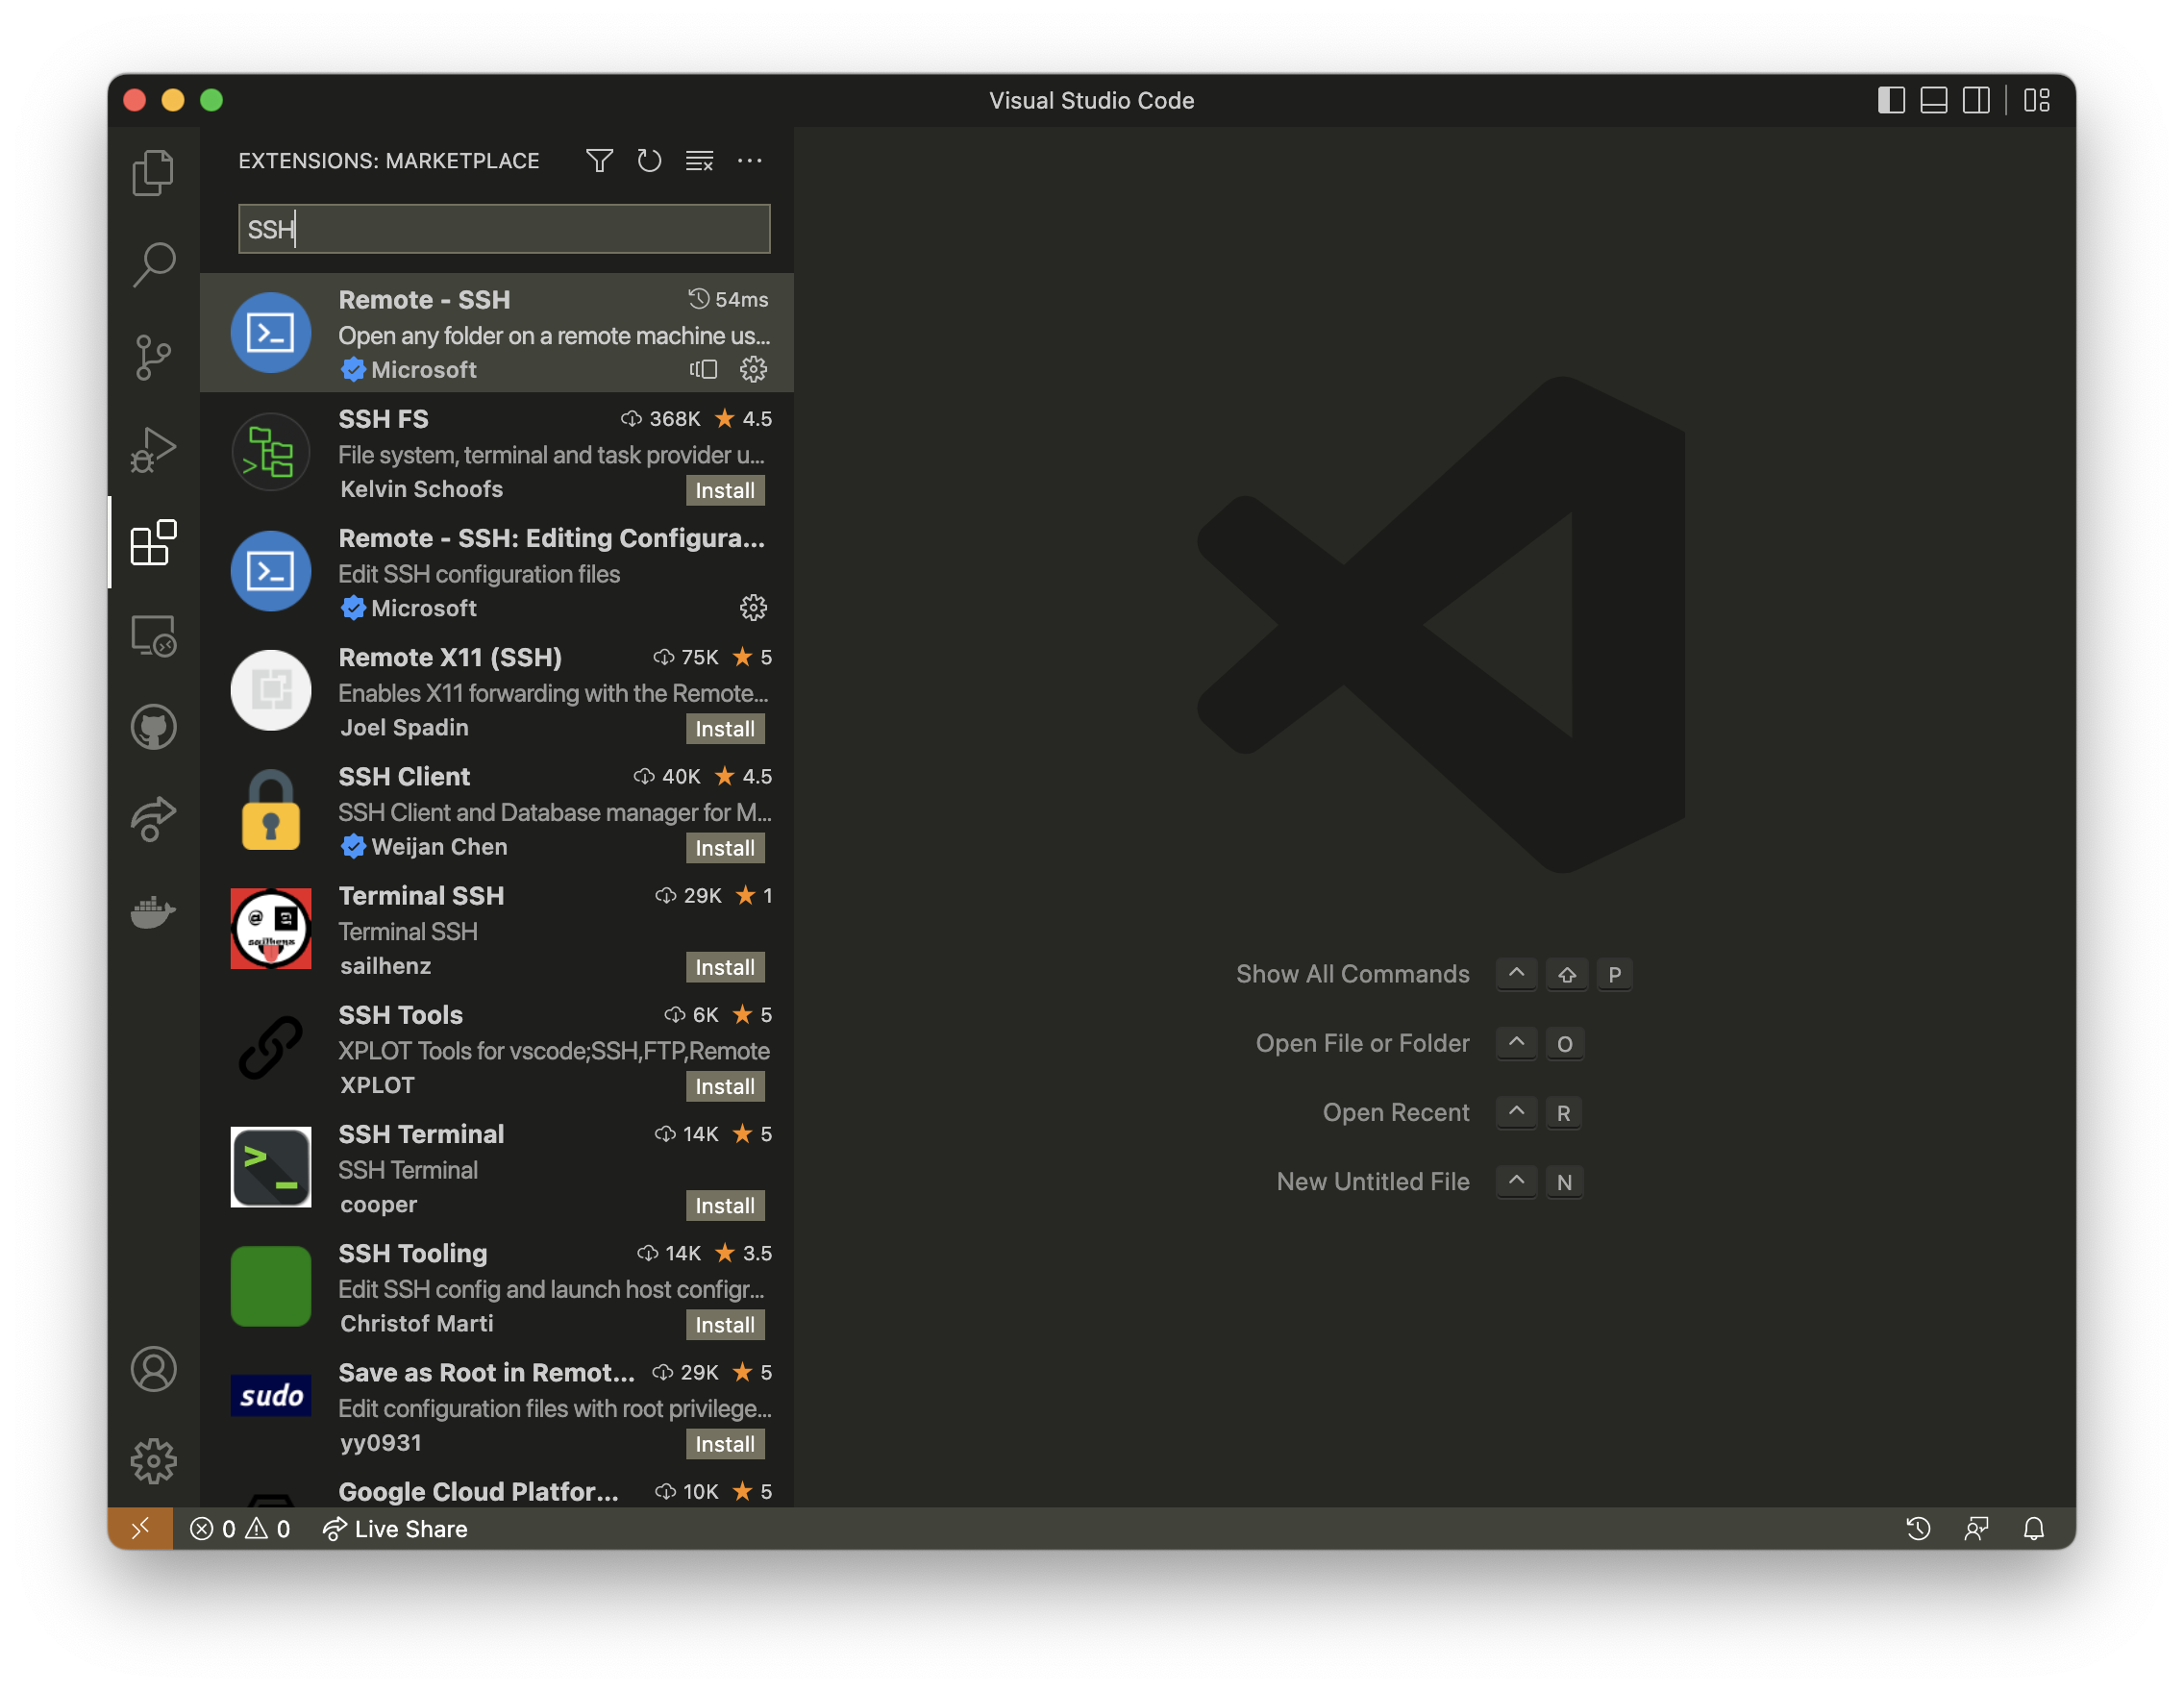 Visual Studio Code
EXTENSIONS: MARKETPLACE
SSH
Remote - SSH 54ms
Open any folder on a remote machine us...
Microsoft
SSH FS 368K 4.5
File system, terminal and task provider u...
Kelvin Schoofs Install
Remote - SSH: Editing Configura...
Edit SSH configuration files
Microsoft
Remote X11 (SSH) 75K 5
Enables X11 forwarding with the Remote...
Joel Spadin Install
SSH Client 40K 4.5
SSH Client and Database manager for M...
Weijan Chen Install
@ a
sailhenz
Terminal SSH 29K 1
Terminal SSH
sailhenz Install
SSH Tools 6K 5
XPLOT Tools for vscode;SSH,FTP,Remote
XPLOT Install
SSH Terminal 14K 5
SSH Terminal
cooper Install
SSH Tooling 14K 3.5
Edit SSH config and launch host configr...
Christof Marti Install
sudo
Save as Root in Remot... 29K 5
Edit configuration files with root privilege...
yy0931 Install
Google Cloud Platfor... 10K 5
Show All Commands ^ ⇧ P
Open File or Folder ^ O
Open Recent ^ R
New Untitled File ^ N
0 0 Live Share